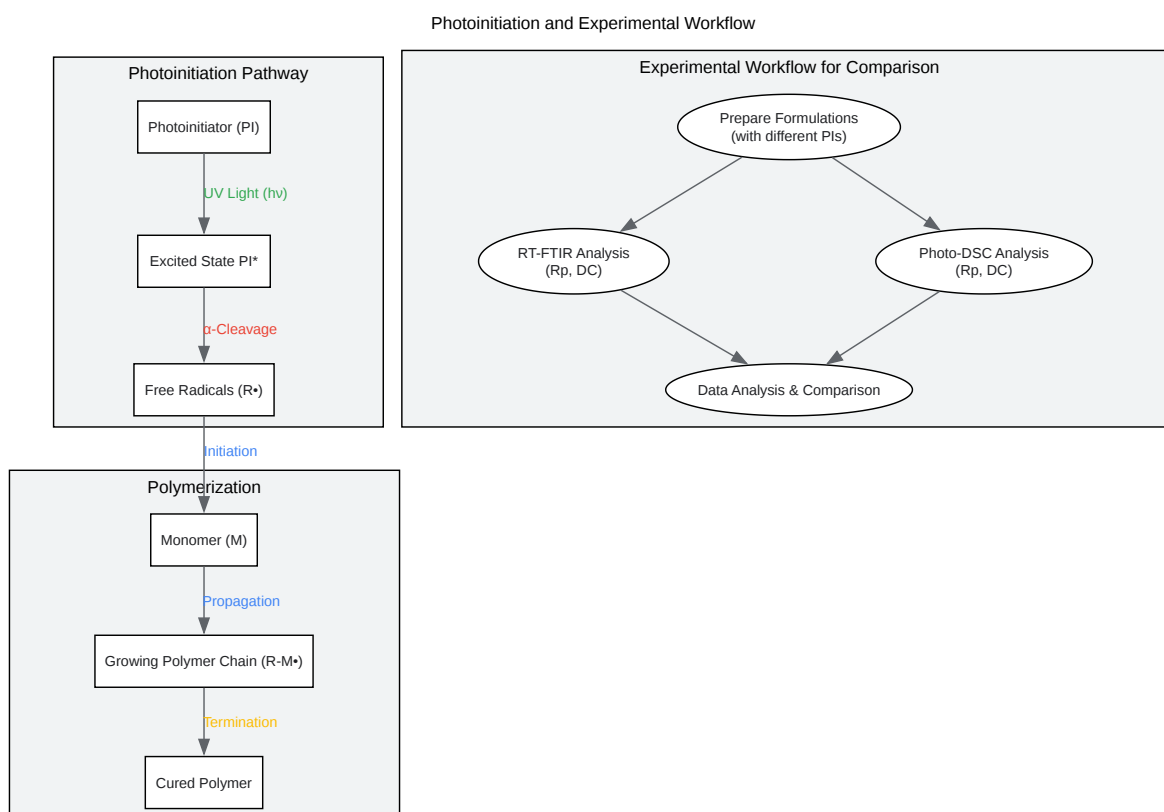 Photoinitiation and Experimental Workflow
Photoinitiation Pathway
Photoinitiator (PI)
UV Light (hν)
Excited State PI*
α-Cleavage
Free Radicals (R•)
Initiation
Polymerization
Monomer (M)
Propagation
Growing Polymer Chain (R-M•)
Termination
Cured Polymer
Experimental Workflow for Comparison
Prepare Formulations
(with different PIs)
RT-FTIR Analysis
(Rp, DC)
Photo-DSC Analysis
(Rp, DC)
Data Analysis & Comparison